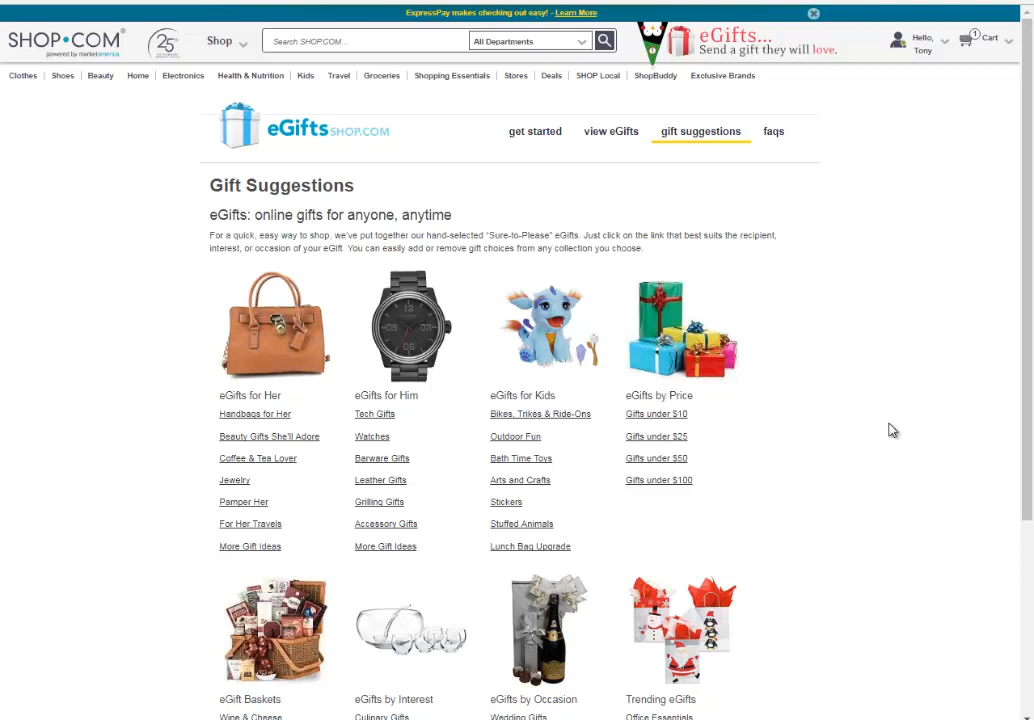 ExpressPay makes checking out easy! - Learn More
SHOP•COM®
powered by marketamerica.
25
Shop
Search SHOP.COM...
All Departments
eGifts...
Send a gift they will love.
Hello,
Tony
1
Cart
Clothes Shoes Beauty Home Electronics Health & Nutrition Kids Travel Groceries Shopping Essentials Stores Deals SHOP Local ShopBuddy Exclusive Brands
eGifts SHOP.COM
get started view eGifts gift suggestions faqs
Gift Suggestions
eGifts: online gifts for anyone, anytime
For a quick, easy way to shop, we've put together our hand-selected “Sure-to-Please” eGifts. Just click on the link that best suits the recipient,
interest, or occasion of your eGift. You can easily add or remove gift choices from any collection you choose.
eGifts for Her
Handbags for Her
Beauty Gifts She'll Adore
Coffee & Tea Lover
Jewelry
Pamper Her
For Her Travels
More Gift Ideas
eGifts for Him
Tech Gifts
Watches
Barware Gifts
Leather Gifts
Grilling Gifts
Accessory Gifts
More Gift Ideas
eGifts for Kids
Bikes, Trikes & Ride-Ons
Outdoor Fun
Bath Time Toys
Arts and Crafts
Stickers
Stuffed Animals
Lunch Bag Upgrade
eGifts by Price
Gifts under $10
Gifts under $25
Gifts under $50
Gifts under $100
eGift Baskets
Wine & Cheese
eGifts by Interest
Culinary Gifts
eGifts by Occasion
Wedding Gifts
Trending eGifts
Office Essentials